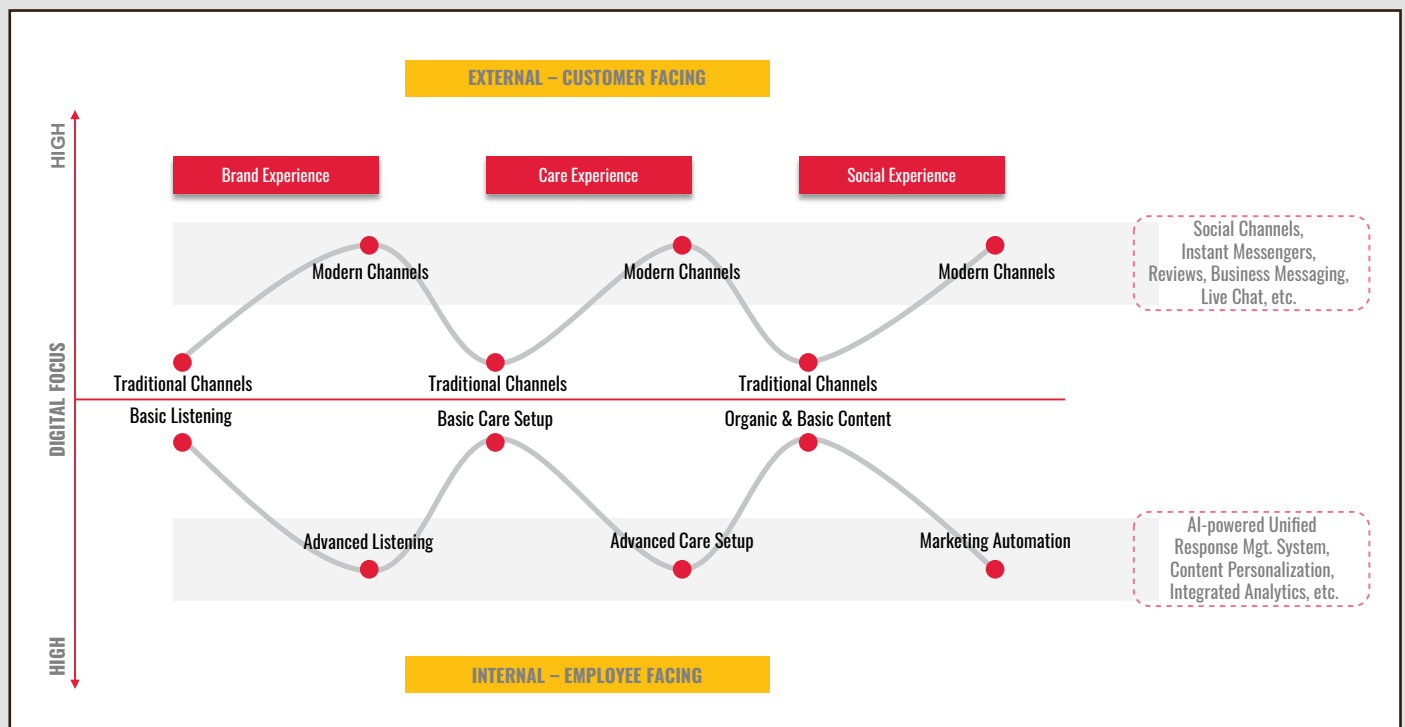 EXTERNAL – CUSTOMER FACING
HIGH
Brand Experience
Care Experience
Social Experience
Modern Channels
Modern Channels
Modern Channels
Social Channels,
Instant Messengers,
Reviews, Business Messaging,
Live Chat, etc.
DIGITAL FOCUS
Traditional Channels
Traditional Channels
Traditional Channels
Basic Listening
Basic Care Setup
Organic & Basic Content
Advanced Listening
Advanced Care Setup
Marketing Automation
AI-powered Unified
Response Mgt. System,
Content Personalization,
Integrated Analytics, etc.
HIGH
INTERNAL – EMPLOYEE FACING